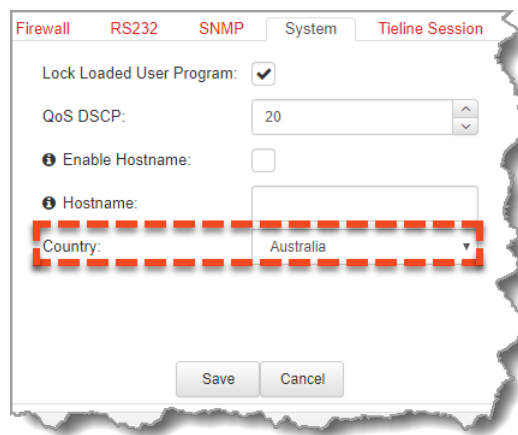 Firewall RS232 SNMP System Tieline Session
Lock Loaded User Program:
QoS DSCP: 20
Enable Hostname:
Hostname:
Country: Australia
Save Cancel